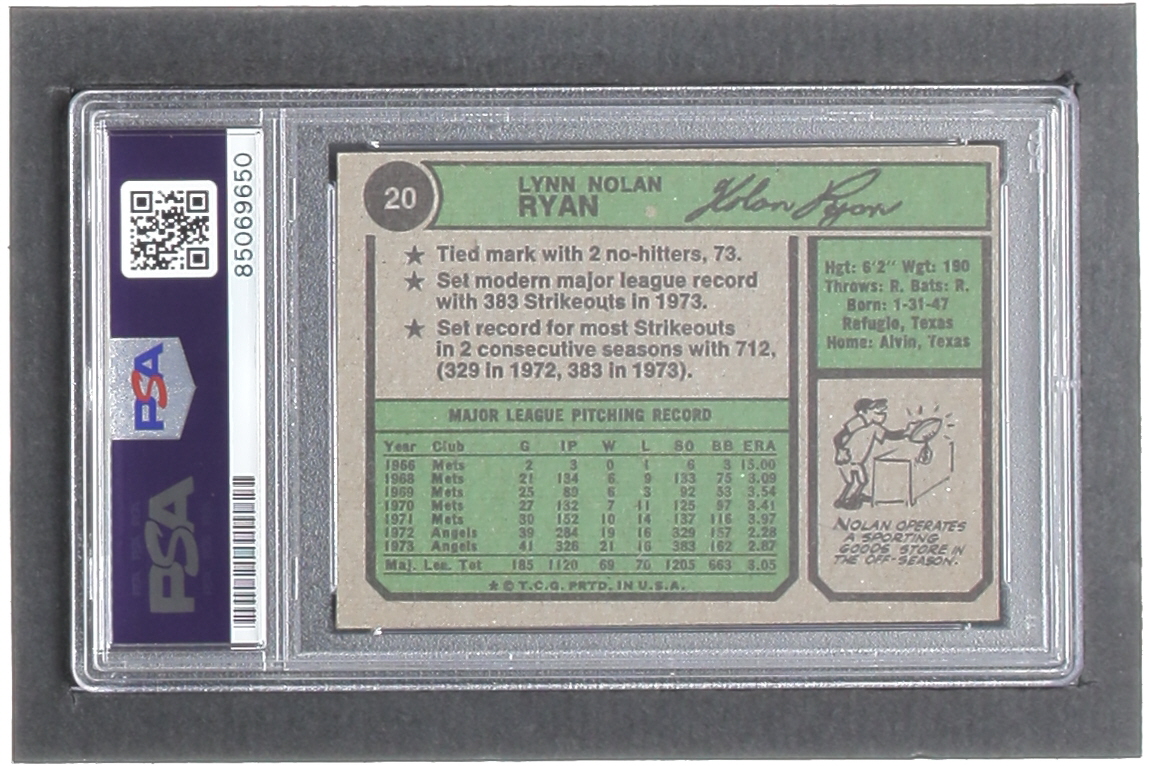 85069650
PSA
PSA
20
LYNN NOLAN
RYAN
Nolan Ryan
★ Tied mark with 2 no-hitters, 73.
★ Set modern major league record
with 383 Strikeouts in 1973.
★ Set record for most Strikeouts
in 2 consecutive seasons with 712,
(329 in 1972, 383 in 1973).
Hgt: 6'2" Wgt: 190
Throws: R. Bats: R.
Born: 1-31-47
Refugio, Texas
Home: Alvin, Texas
MAJOR LEAGUE PITCHING RECORD
Year Club G IP W L SO BB ERA
1966 Mets 2 3 0 1 6 3 15.00
1968 Mets 21 134 6 9 133 75 3.09
1969 Mets 25 89 6 3 92 53 3.54
1970 Mets 27 132 7 11 125 97 3.41
1971 Mets 30 152 10 14 137 116 3.97
1972 Angels 39 284 19 16 329 157 2.28
1973 Angels 41 326 21 16 383 162 2.87
Maj. Lea. Tot 185 1120 69 70 1205 663 3.05
* © T.C.G. PRTD. IN U.S.A.
NOLAN OPERATES
A SPORTING
GOODS STORE IN
THE OFF-SEASON.